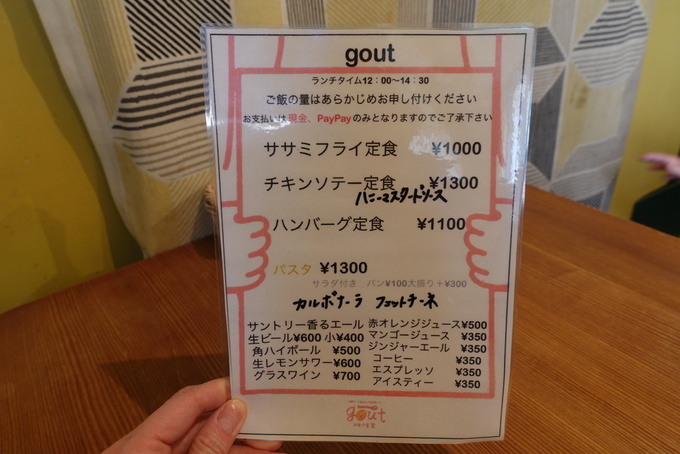 gout
ランチタイム12：00〜14：30
ご飯の量はあらかじめお申し付けください
お支払いは現金、PayPayのみとなりますのでご了承下さい
ササミフライ定食 ¥1000
チキンソテー定食 ¥1300
ハニーマスタードソース
ハンバーグ定食 ¥1100
パスタ ¥1300
サラダ付き パン¥100大振り＋¥300
カルボナーラ フェットチーネ
サントリー香るエール
生ビール¥600 小¥400
角ハイボール ¥500
生レモンサワー¥600
グラスワイン ¥700
赤オレンジジュース¥500
マンゴージュース ¥350
ジンジャーエール ¥350
コーヒー ¥350
エスプレッソ ¥350
アイスティー ¥350
gout